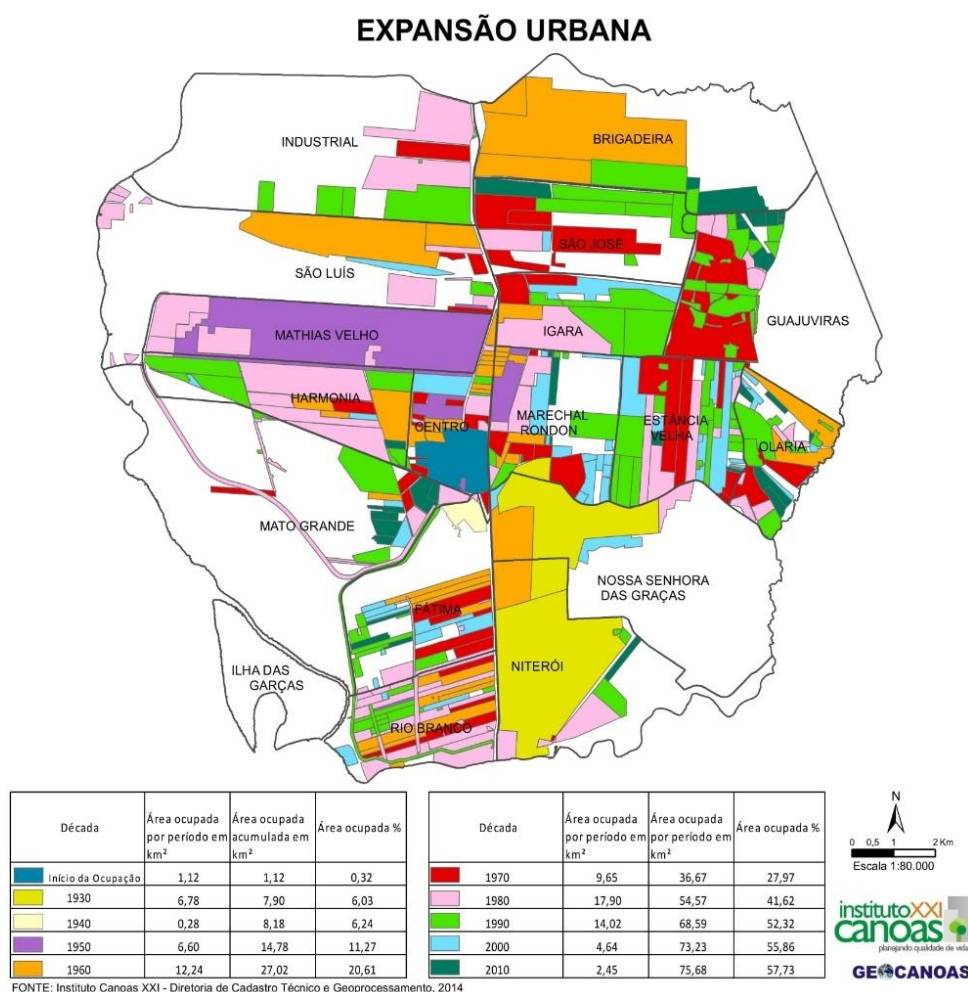 EXPANSÃO URBANA
INDUSTRIAL
BRIGADEIRA
SÃO JOSÉ
SÃO LUÍS
GUAJUVIRAS
MATHIAS VELHO
IGARA
HARMONIA
CENTRO
MARECHAL
RONDON
ESTÂNCIA
VELHA
OLARIA
MATO GRANDE
NOSSA SENHORA
DAS GRAÇAS
FÁTIMA
NITERÓI
ILHA DAS
GARÇAS
RIO BRANCO
Década Área ocupada por período em km² Área ocupada acumulada em km² Área ocupada %
Início da Ocupação 1,12 1,12 0,32
1930 6,78 7,90 6,03
1940 0,28 8,18 6,24
1950 6,60 14,78 11,27
1960 12,24 27,02 20,61
Década Área ocupada por período em km² Área ocupada por período em km² Área ocupada %
1970 9,65 36,67 27,97
1980 17,90 54,57 41,62
1990 14,02 68,59 52,32
2000 4,64 73,23 55,86
2010 2,45 75,68 57,73
N
0 0,5 1 2 Km
Escala 1:80.000
instituto XXI
canoas
planejando qualidade de vida
GEOCANOAS
FONTE: Instituto Canoas XXI - Diretoria de Cadastro Técnico e Geoprocessamento, 2014